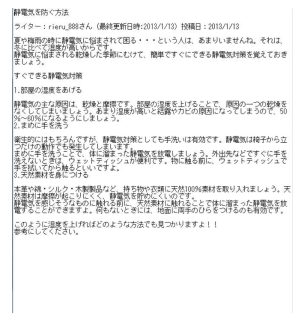 静電気を防ぐ方法
ライター：rieru_888さん（最終更新日時：2013/1/13）投稿日：2013/1/13
夏や梅雨の時に静電気に悩まされて困る・・・という人は、あまりいませんね。それは、
冬に比べて湿度が高いからです。
静電気に悩まされる乾燥した季節にむけて、簡単ですぐにできる静電気対策を覚えておき
ましょう。
すぐできる静電気対策
1.部屋の湿度をあげる
静電気の主な原因は、乾燥と摩擦です。部屋の湿度を上げることで、原因の一つの乾燥を
なくしてしまいましょう。あまり湿度が高いと結露やカビの原因になってしまうので、50
%～60%になるようにしましょう。
2.まめに手を洗う
衛生的にはもちろんですが、静電気対策としても手洗いは有効です。静電気は椅子から立
つだけの動作でも発生してしまいます。
まめに手を洗うことで、体に溜まった静電気を放電しましょう。外出先などですぐに手を
洗えないときは、ウェットティッシュが便利です。物に触る前に、ウェットティッシュで
手を拭いてから触るといいですよ。
3.天然素材を身につける
本革や綿・シルク・木製製品など、持ち物や衣類に天然100%素材を取り入れましょう。天
然素材は摩擦が起こりにくく、静電気を貯めにくいのです。
静電気を感じそうなものに触れる前に、天然素材に触れることで体に溜まった静電気を放
電することができますよ。何もないときには、地面に両手のひらをつけるのも有効です。
このように湿度を上げればどのような方法でも見つかりますよ！！
参考にしてください。